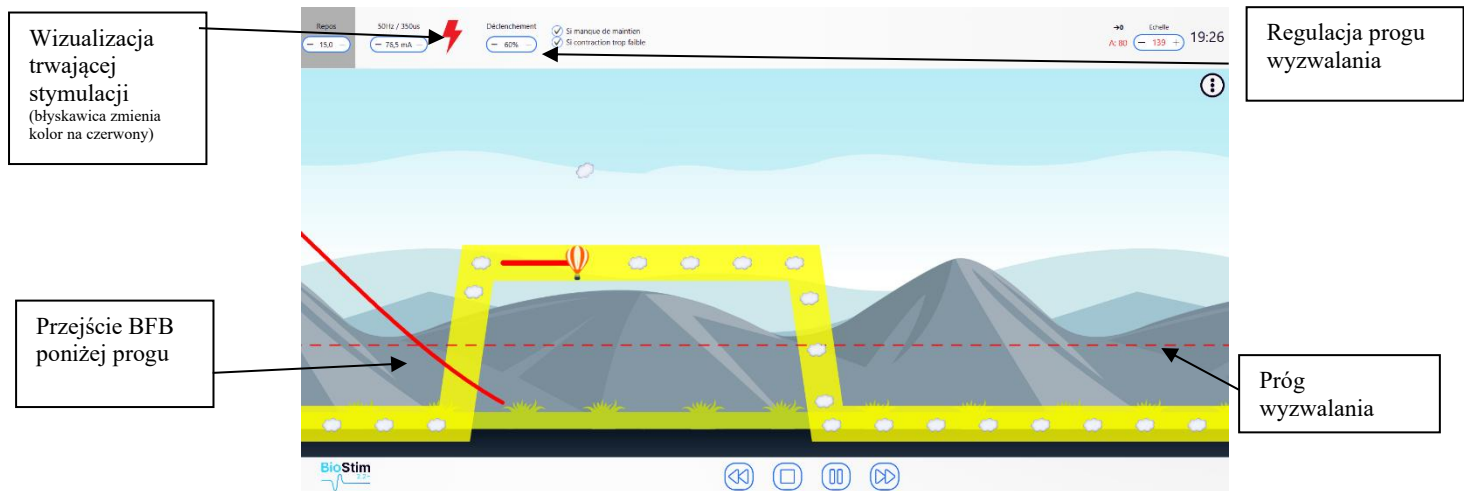 Wizualizacja
trwającej
stymulacji
(błyskawica zmienia
kolor na czerwony)
Repos
− 15,0 −
50Hz / 350us
− 78,5 mA −
Déclenchement
− 60% −
Si manque de maintien
Si contraction trop faible
Echelle
A: 80
− 139 +
19:26
Regulacja progu
wyzwalania
Przejście BFB
poniżej progu
Próg
wyzwalania
BioStim